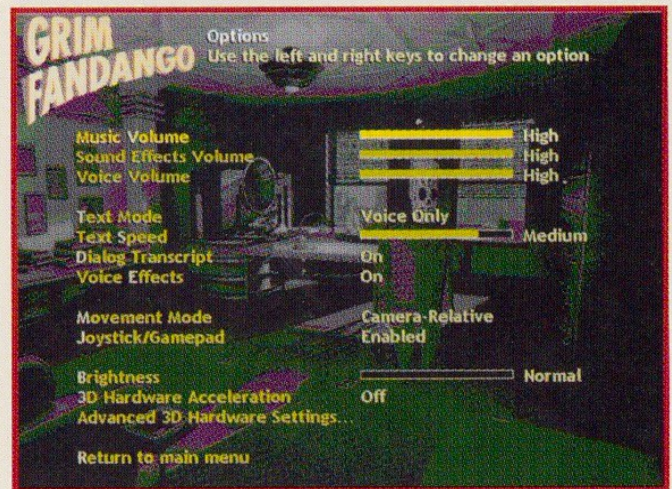 GRIM
FANDANGO
Options
Use the left and right keys to change an option
Music Volume High
Sound Effects Volume High
Voice Volume High
Text Mode Voice Only
Text Speed Medium
Dialog Transcript On
Voice Effects On
Movement Mode Camera-Relative
Joystick/Gamepad Enabled
Brightness Normal
3D Hardware Acceleration Off
Advanced 3D Hardware Settings...
Return to main menu